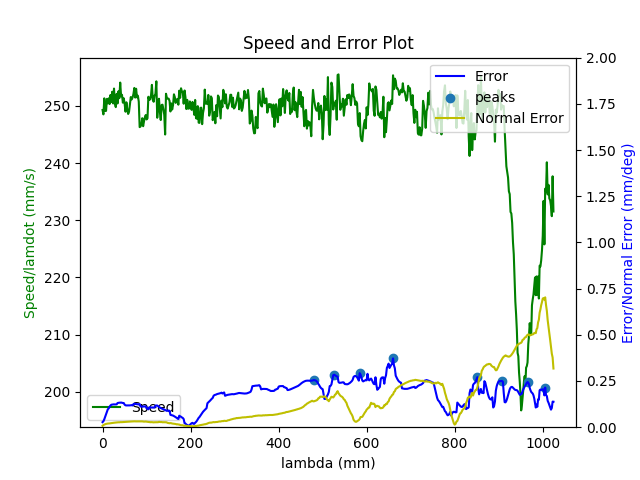 Speed and Error Plot
Speed/lamdot (mm/s)
250
240
230
220
210
200
Error
peaks
Normal Error
Speed
2.00
1.75
1.50
1.25
1.00
0.75
0.50
0.25
0.00
Error/Normal Error (mm/deg)
0
200
400
600
800
1000
lambda (mm)